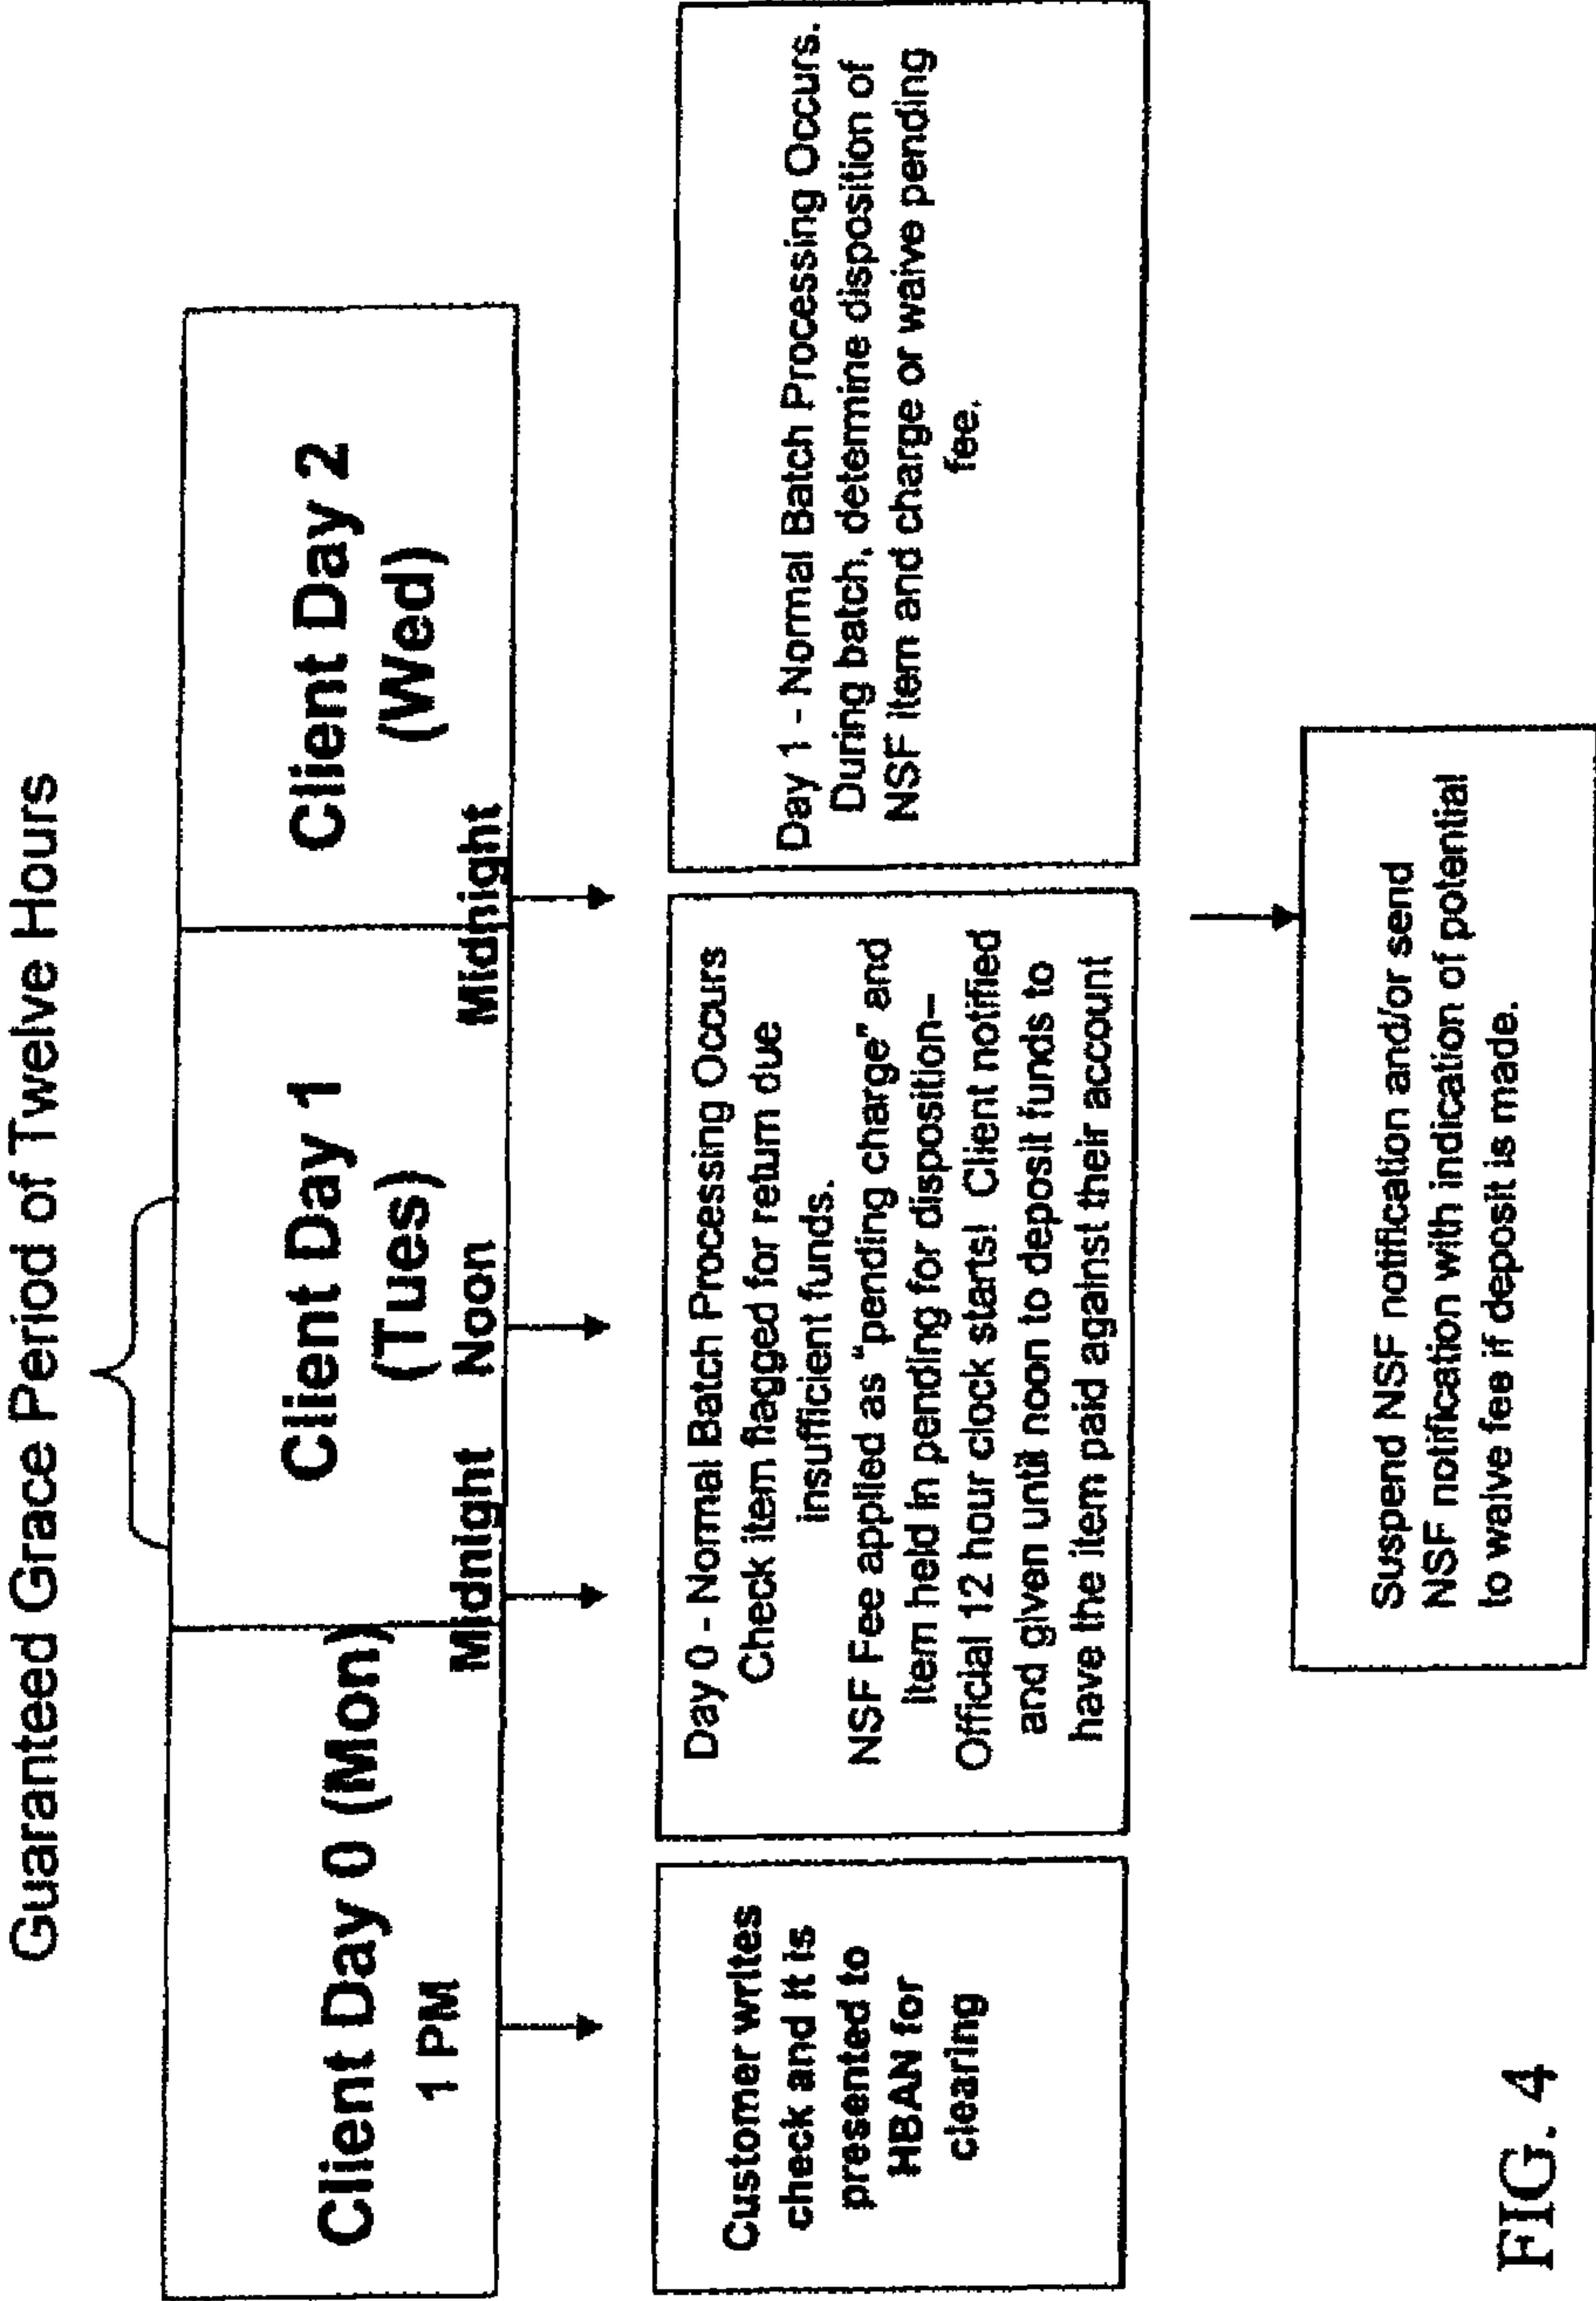 Guaranteed Grace Period of Twelve Hours
Client Day 0 (Mon)
1 PM
Client Day 1
(Tues)
Midnight
Noon
Client Day 2
(Wed)
Midnight
Customer writes
check and it is
presented to
HBAN for
clearing
Day 0 - Normal Batch Processing Occurs
Check item flagged for return due
insufficient funds.
NSF Fee applied as "pending charge" and
item held in pending for disposition–
Official 12 hour clock starts! Client notified
and given until noon to deposit funds to
have the item paid against their account
Day 1 - Normal Batch Processing Occurs.
During batch, determine disposition of
NSF item and charge or waive pending
fee.
Suspend NSF notification and/or send
NSF notification with indication of potential
to waive fee if deposit is made.
FIG. 4